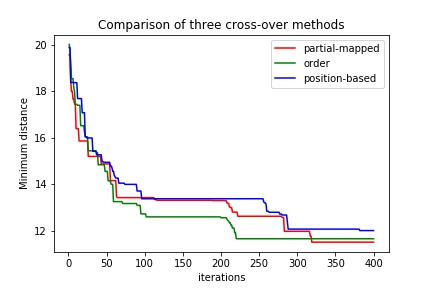 Comparison of three cross-over methods
partial-mapped
order
position-based
Minimum distance
20
18
16
14
12
0 50 100 150 200 250 300 350 400
iterations